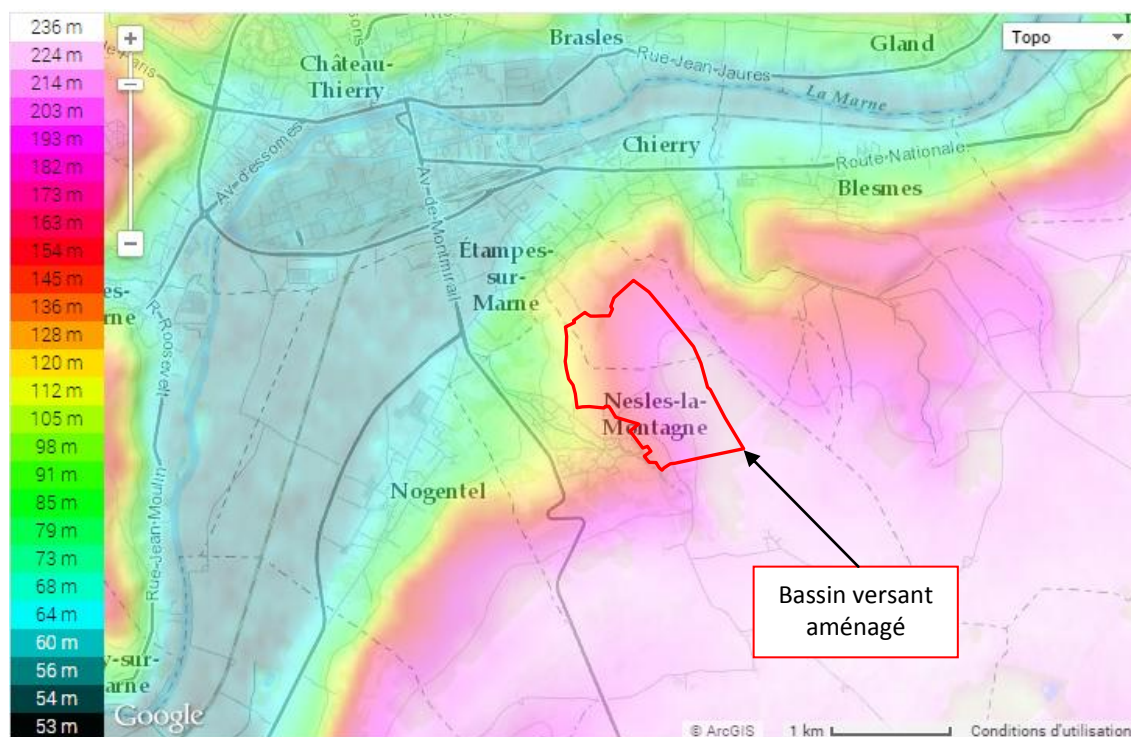 236 m
224 m
214 m
203 m
193 m
182 m
173 m
163 m
154 m
145 m
136 m
128 m
120 m
112 m
105 m
98 m
91 m
85 m
79 m
73 m
68 m
64 m
60 m
56 m
54 m
53 m
+
−
Topo
Brasles
Gland
Château-
Thierry
Rue-Jean-Jaures
La Marne
Av-d'essomes
Chierry
Route-Nationale
Blesmes
Av-de-Montmirail
Étampes-
sur-
Marne
R-Roosevelt
Rue-Jean-Moulin
Nesles-la-
Montagne
Nogentel
Bassin versant
aménagé
y-sur-
arne
Google
© ArcGIS
1 km
Conditions d'utilisation